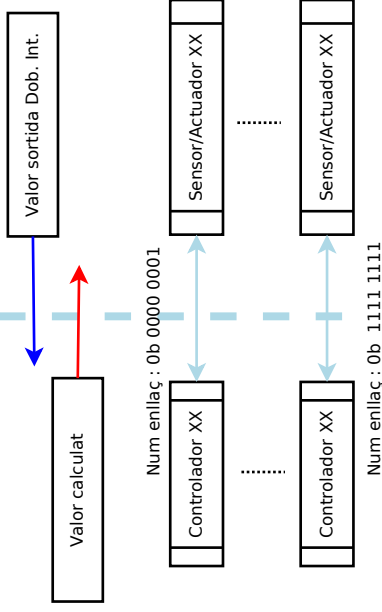 Valor sortida Dob. Int.
Valor calculat
Sensor/Actuador XX
Controlador XX
Num enllaç : 0b 0000 0001
Sensor/Actuador XX
Controlador XX
Num enllaç : 0b 1111 1111